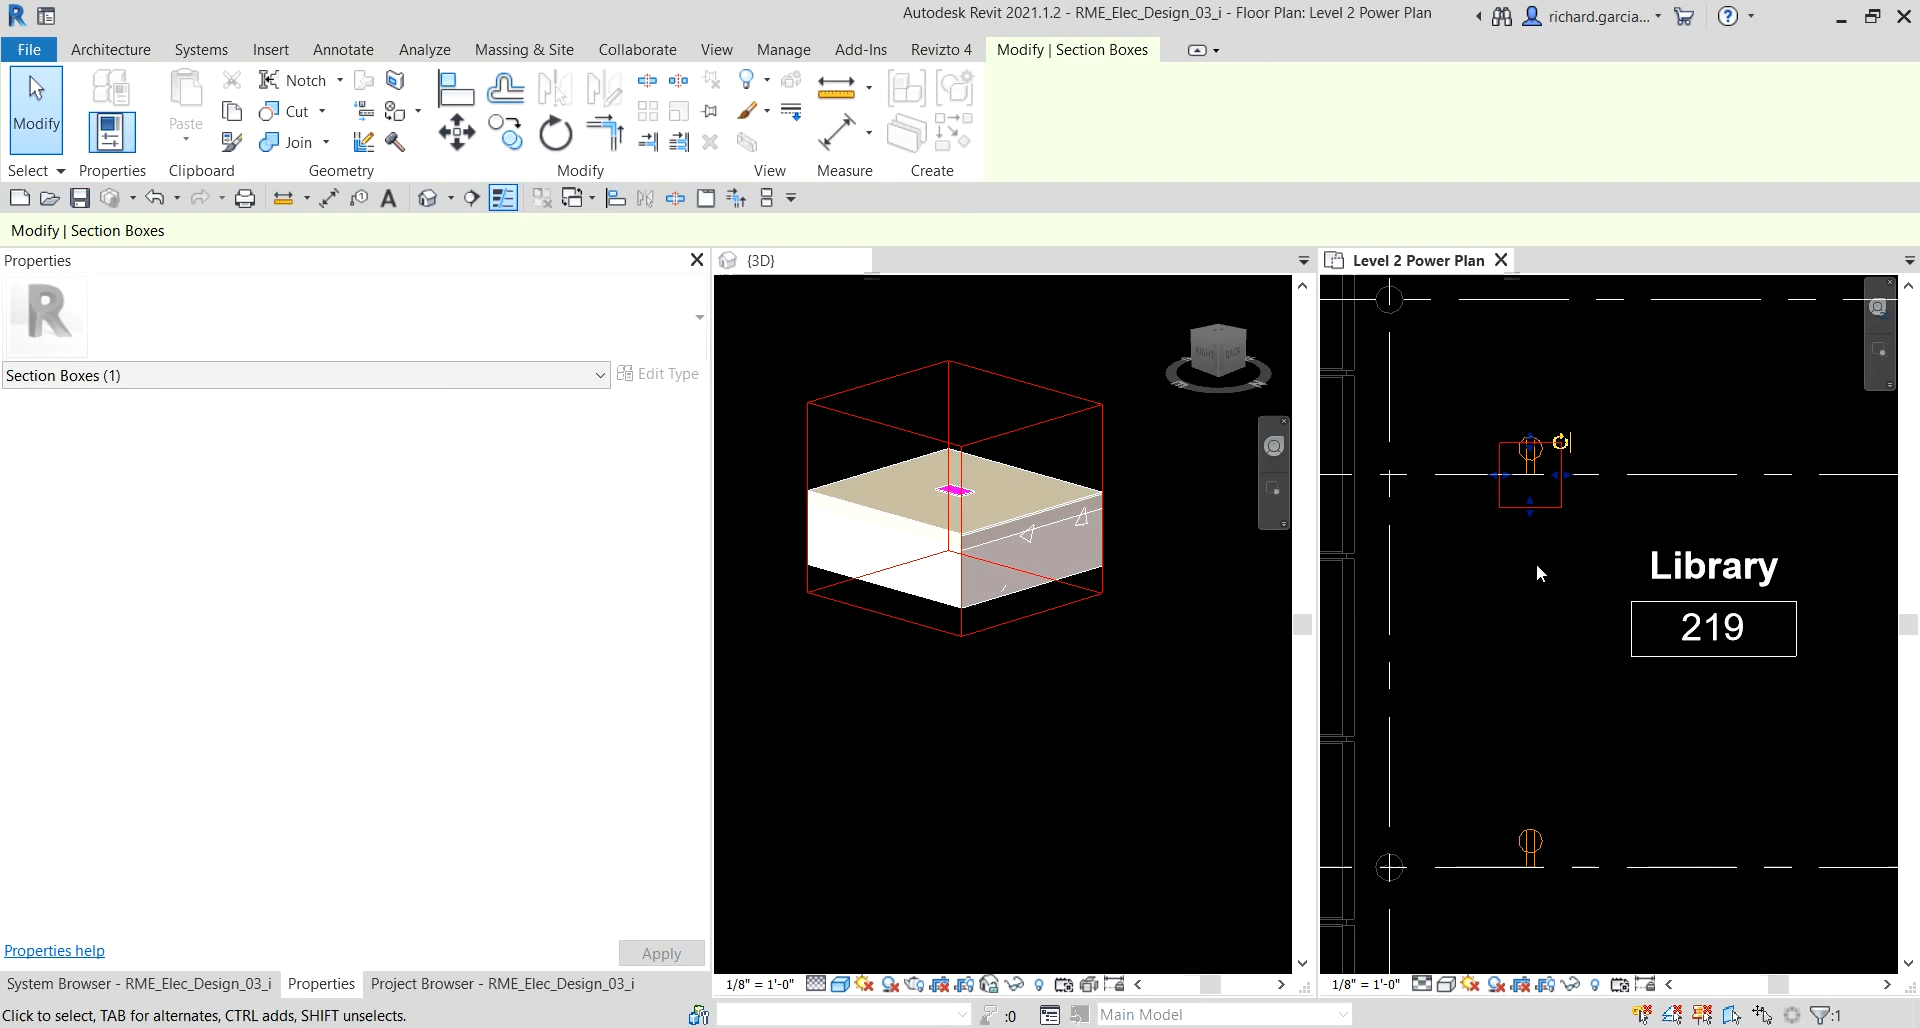 Autodesk Revit 2021.1.2 - RME_Elec_Design_03_i - Floor Plan: Level 2 Power Plan
richard.garcia...
File Architecture Systems Insert Annotate Analyze Massing & Site Collaborate View Manage Add-Ins Revizto 4 Modify | Section Boxes
Modify
Paste
Notch
Cut
Join
Select Properties Clipboard Geometry Modify View Measure Create
Modify | Section Boxes
Properties
{3D}
Level 2 Power Plan
Section Boxes (1)
Edit Type
RIGHT BACK
Library
219
Properties help
Apply
System Browser - RME_Elec_Design_03_i Properties Project Browser - RME_Elec_Design_03_i
1/8" = 1'-0"
1/8" = 1'-0"
Click to select, TAB for alternates, CTRL adds, SHIFT unselects.
:0
Main Model
:1